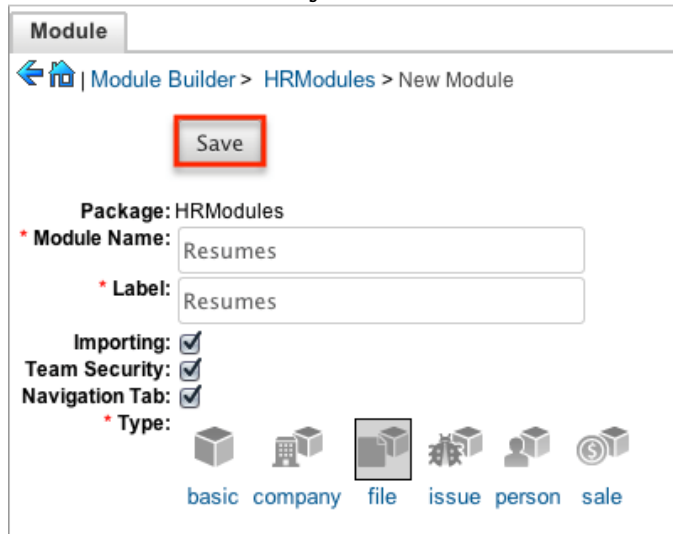 Module
| Module Builder > HRModules > New Module
Save
Package: HRModules
* Module Name: Resumes
* Label: Resumes
Importing:
Team Security:
Navigation Tab:
* Type:
basic company file issue person sale